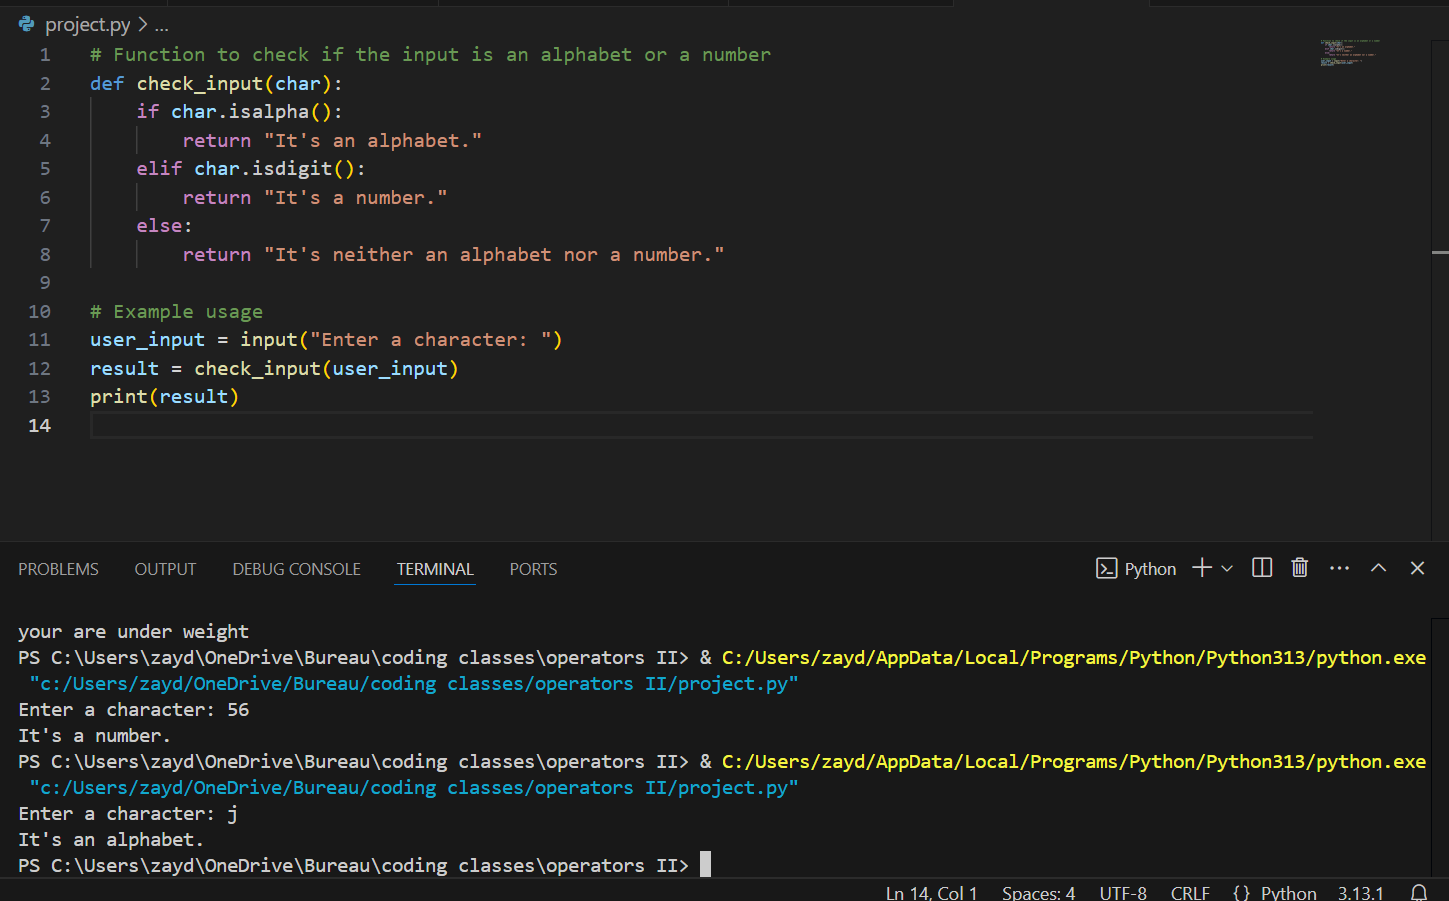 project.py > ...
1 # Function to check if the input is an alphabet or a number
2 def check_input(char):
3     if char.isalpha():
4         return "It's an alphabet."
5     elif char.isdigit():
6         return "It's a number."
7     else:
8         return "It's neither an alphabet nor a number."
9
10 # Example usage
11 user_input = input("Enter a character: ")
12 result = check_input(user_input)
13 print(result)
14
PROBLEMS OUTPUT DEBUG CONSOLE TERMINAL PORTS Python
your are under weight
PS C:\Users\zayd\OneDrive\Bureau\coding classes\operators II> & C:/Users/zayd/AppData/Local/Programs/Python/Python313/python.exe
"c:/Users/zayd/OneDrive/Bureau/coding classes/operators II/project.py"
Enter a character: 56
It's a number.
PS C:\Users\zayd\OneDrive\Bureau\coding classes\operators II> & C:/Users/zayd/AppData/Local/Programs/Python/Python313/python.exe
"c:/Users/zayd/OneDrive/Bureau/coding classes/operators II/project.py"
Enter a character: j
It's an alphabet.
PS C:\Users\zayd\OneDrive\Bureau\coding classes\operators II>
Ln 14, Col 1 Spaces: 4 UTF-8 CRLF {} Python 3.13.1